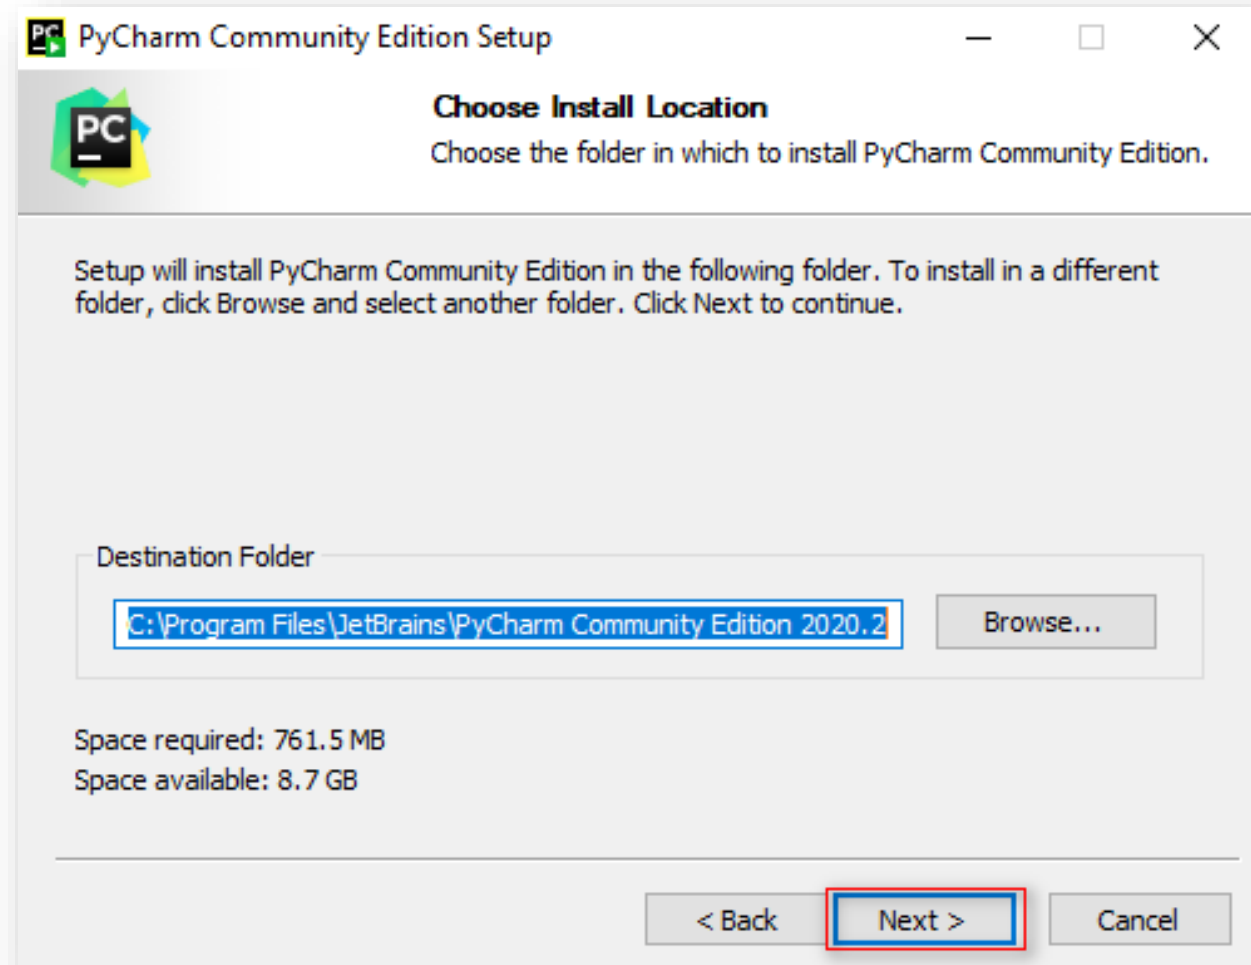 PyCharm Community Edition Setup
PC
Choose Install Location
Choose the folder in which to install PyCharm Community Edition.
Setup will install PyCharm Community Edition in the following folder. To install in a different
folder, click Browse and select another folder. Click Next to continue.
Destination Folder
C:\Program Files\JetBrains\PyCharm Community Edition 2020.2
Browse...
Space required: 761.5 MB
Space available: 8.7 GB
< Back
Next >
Cancel